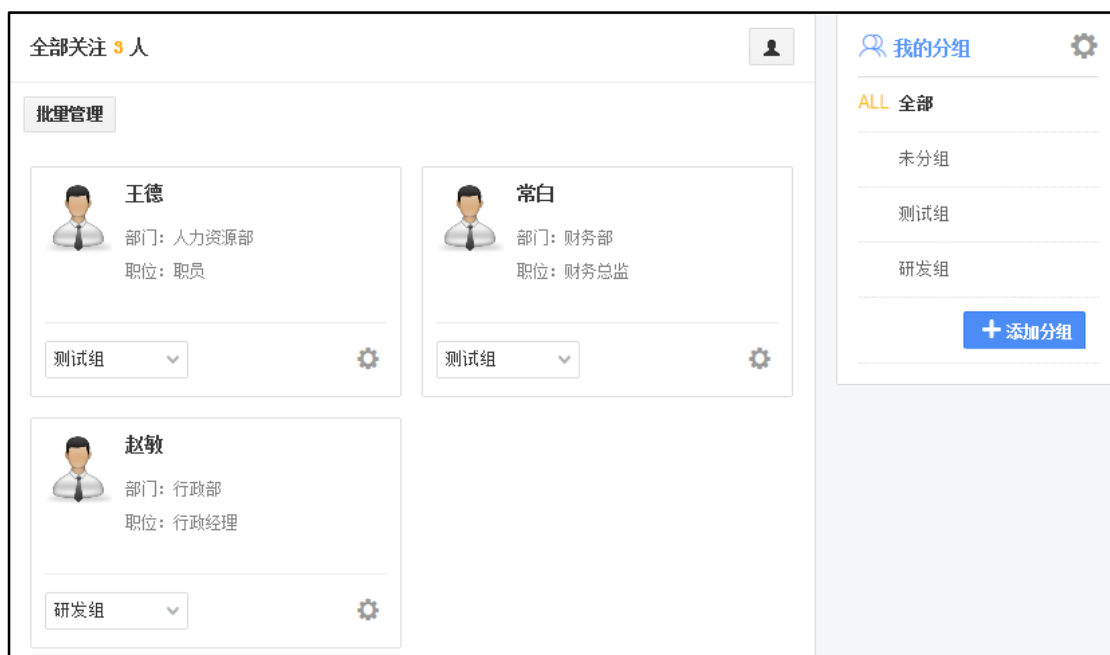 全部关注 3 人
批量管理
王德
部门：人力资源部
职位：职员
测试组
常白
部门：财务部
职位：财务总监
测试组
赵敏
部门：行政部
职位：行政经理
研发组
我的分组
ALL 全部
未分组
测试组
研发组
添加分组